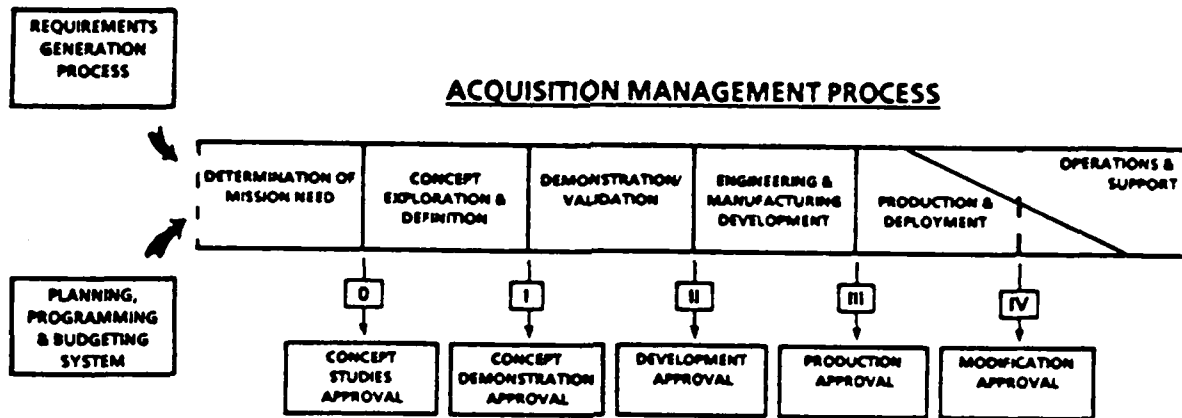 REQUIREMENTS
GENERATION
PROCESS
ACQUISITION MANAGEMENT PROCESS
DETERMINATION OF
MISSION NEED
CONCEPT
EXPLORATION &
DEFINITION
DEMONSTRATION/
VALIDATION
ENGINEERING &
MANUFACTURING
DEVELOPMENT
PRODUCTION &
DEPLOYMENT
OPERATIONS &
SUPPORT
PLANNING,
PROGRAMMING
& BUDGETING
SYSTEM
0
I
II
III
IV
CONCEPT
STUDIES
APPROVAL
CONCEPT
DEMONSTRATION
APPROVAL
DEVELOPMENT
APPROVAL
PRODUCTION
APPROVAL
MODIFICATION
APPROVAL